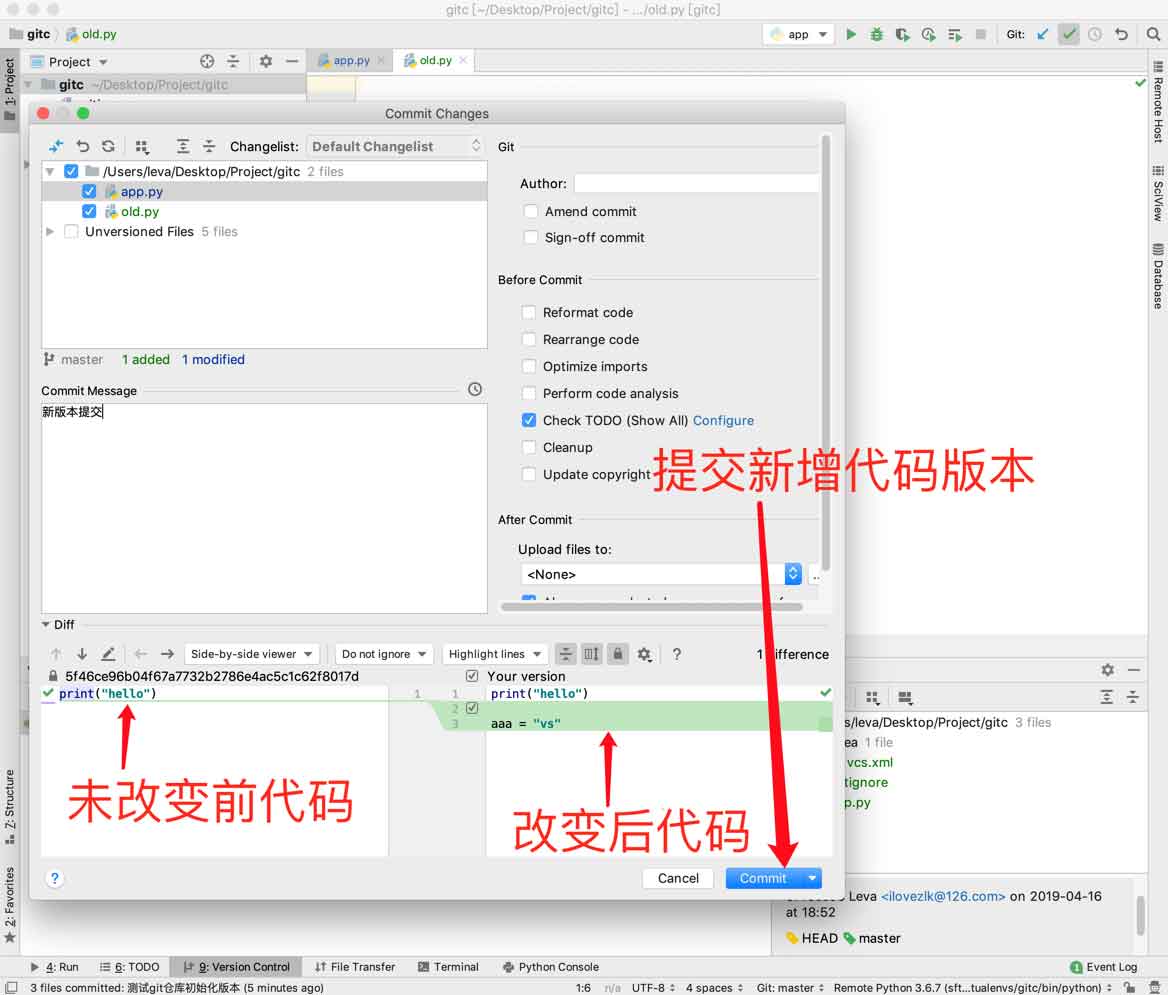 gitc [~/Desktop/Project/gitc] - .../old.py [gitc]
gitc old.py app Git:
1: Project Project app.py old.py
gitc ~/Desktop/Project/gitc
Commit Changes
Changelist: Default Changelist
/Users/leva/Desktop/Project/gitc 2 files
app.py
old.py
Unversioned Files 5 files
master 1 added 1 modified
Commit Message
新版本提交
Git
Author:
Amend commit
Sign-off commit
Before Commit
Reformat code
Rearrange code
Optimize imports
Perform code analysis
Check TODO (Show All) Configure
Cleanup
Update copyright
提交新增代码版本
After Commit
Upload files to:
<None>
Diff
Side-by-side viewer Do not ignore Highlight lines ? 1 ifference
5f46ce96b04f67a7732b2786e4ac5c1c62f8017d Your version
print("hello") 1 1 print("hello")
2
3 aaa = "vs"
未改变前代码
改变后代码
? Cancel Commit
Remote Host
SciView
Database
s/leva/Desktop/Project/gitc 3 files
ea 1 file
vcs.xml
tignore
p.py
Leva <ilovezlk@126.com> on 2019-04-16
at 18:52
HEAD master
Z: Structure
2: Favorites
4: Run 6: TODO 9: Version Control File Transfer Terminal Python Console 1 Event Log
3 files committed: 测试git仓库初始化版本 (5 minutes ago) 1:6 n/a UTF-8 4 spaces Git: master Remote Python 3.6.7 (sft...tualenvs/gitc/bin/python)